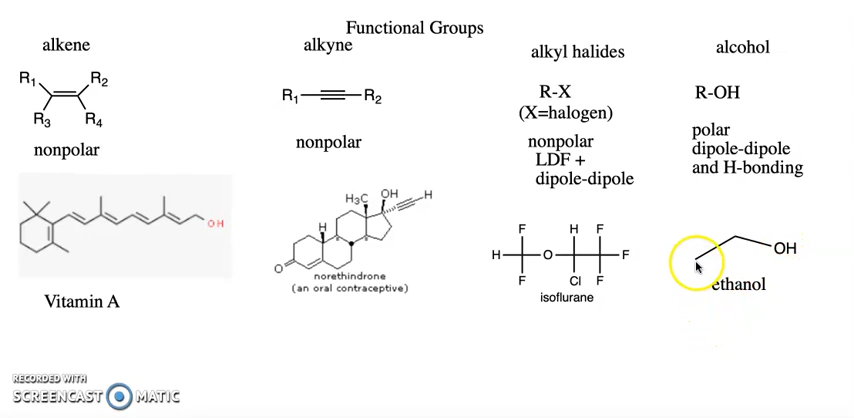 Functional Groups
alkene
R1 R2
R3 R4
nonpolar
OH
Vitamin A
alkyne
R1 R2
nonpolar
H3C OH H
H
O
norethindrone
(an oral contraceptive)
alkyl halides
R-X
(X=halogen)
nonpolar
LDF +
dipole-dipole
F H F
H O F
F Cl F
isoflurane
alcohol
R-OH
polar
dipole-dipole
and H-bonding
OH
ethanol
RECORDED WITH
SCREENCAST MATIC